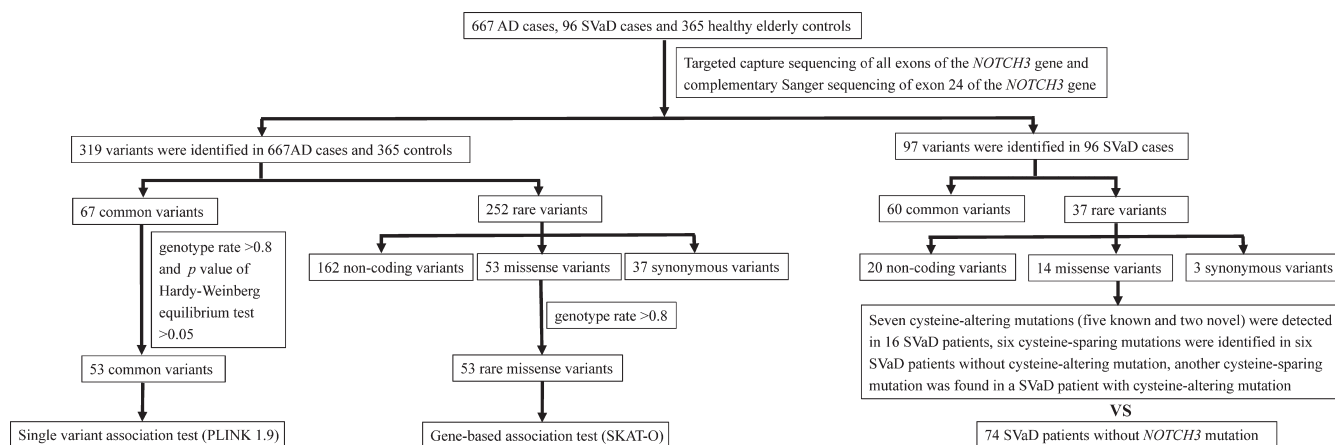 667 AD cases, 96 SVaD cases and 365 healthy elderly controls
Targeted capture sequencing of all exons of the NOTCH3 gene and
complementary Sanger sequencing of exon 24 of the NOTCH3 gene
319 variants were identified in 667AD cases and 365 controls
97 variants were identified in 96 SVaD cases
67 common variants
252 rare variants
60 common variants
37 rare variants
genotype rate >0.8
and p value of
Hardy-Weinberg
equilibrium test
>0.05
162 non-coding variants
53 missense variants
37 synonymous variants
20 non-coding variants
14 missense variants
3 synonymous variants
genotype rate >0.8
Seven cysteine-altering mutations (five known and two novel) were detected
in 16 SVaD patients, six cysteine-sparing mutations were identified in six
SVaD patients without cysteine-altering mutation, another cysteine-sparing
mutation was found in a SVaD patient with cysteine-altering mutation
53 common variants
53 rare missense variants
VS
Single variant association test (PLINK 1.9)
Gene-based association test (SKAT-O)
74 SVaD patients without NOTCH3 mutation